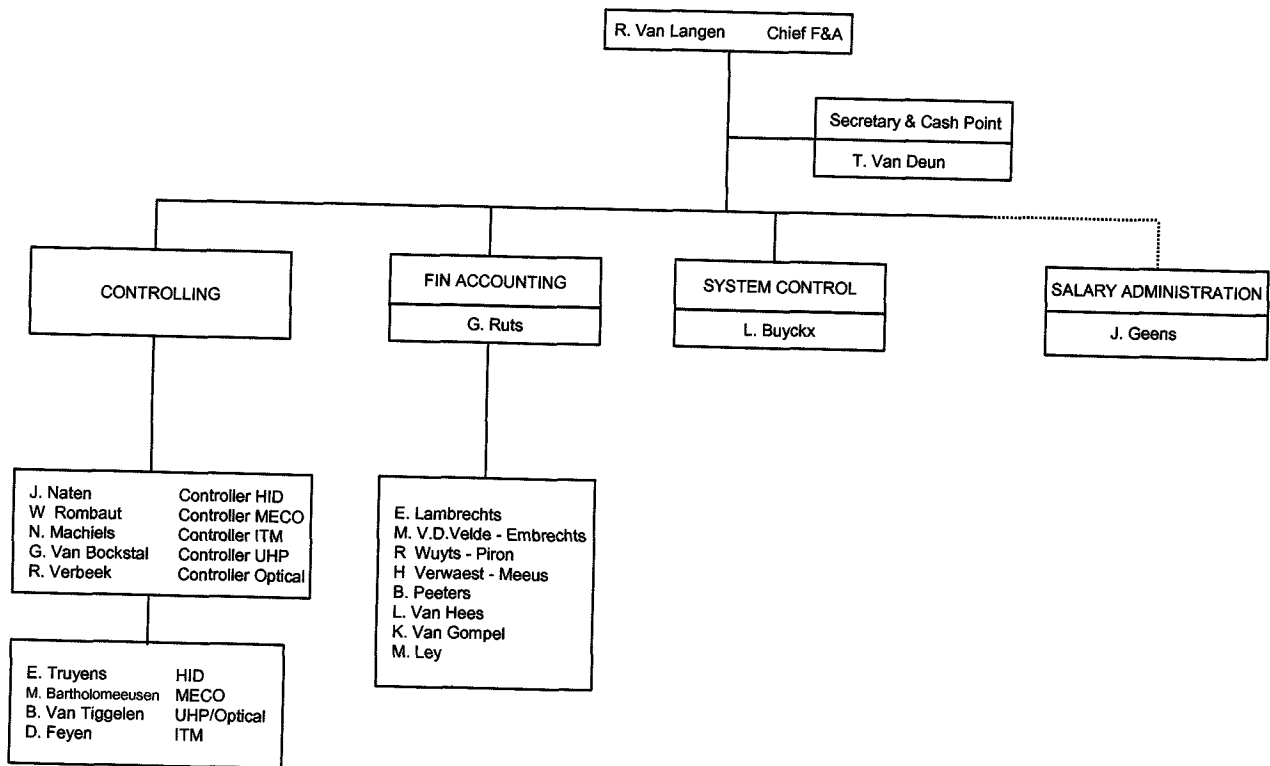 R. Van Langen Chief F&A
Secretary & Cash Point
T. Van Deun
CONTROLLING
FIN ACCOUNTING
G. Ruts
SYSTEM CONTROL
L. Buyckx
SALARY ADMINISTRATION
J. Geens
J. Naten Controller HID
W Rombaut Controller MECO
N. Machiels Controller ITM
G. Van Bockstal Controller UHP
R. Verbeek Controller Optical
E. Truyens HID
M. Bartholomeeusen MECO
B. Van Tiggelen UHP/Optical
D. Feyen ITM
E. Lambrechts
M. V.D.Velde - Embrechts
R Wuyts - Piron
H Verwaest - Meeus
B. Peeters
L. Van Hees
K. Van Gompel
M. Ley